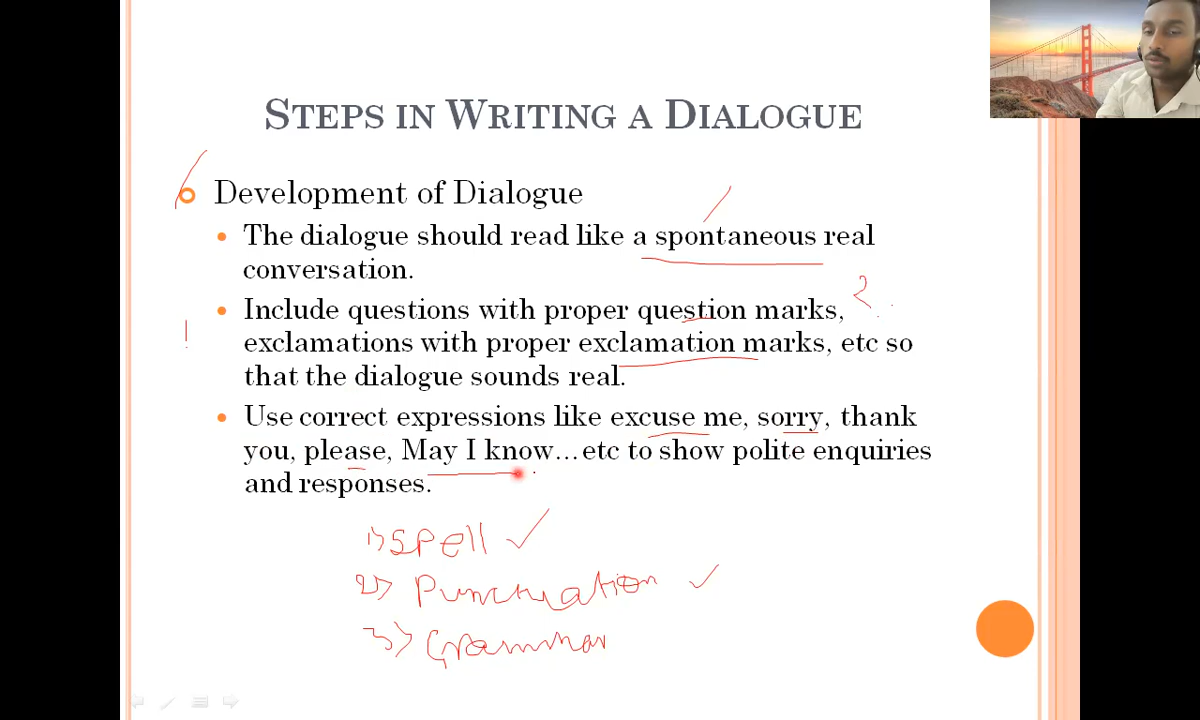 STEPS IN WRITING A DIALOGUE
Development of Dialogue
The dialogue should read like a spontaneous real
conversation.
Include questions with proper question marks, ?
! exclamations with proper exclamation marks, etc so
that the dialogue sounds real.
Use correct expressions like excuse me, sorry, thank
you, please, May I know...etc to show polite enquiries
and responses.
1) Spell ✓
2) Punctuation ✓
3) Grammar